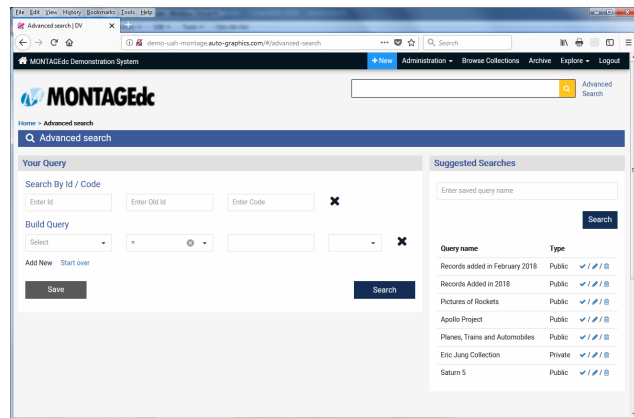 File Edit View History Bookmarks Tools Help
Advanced search | DV
demo-uah-montage.auto-graphics.com/#/advanced-search
Search
MONTAGEdc Demonstration System
+ New Administration Browse Collections Archive Explore Logout
MONTAGEdc
Advanced Search
Home > Advanced search
Advanced search
Your Query
Search By Id / Code
Enter Id Enter Old Id Enter Code
Build Query
Select =
Add New Start over
Save Search
Suggested Searches
Enter saved query name
Search
Query name Type
Records added in February 2018 Public
Records Added in 2018 Public
Pictures of Rockets Public
Apollo Project Public
Planes, Trains and Automobiles Public
Eric Jung Collection Private
Saturn 5 Public